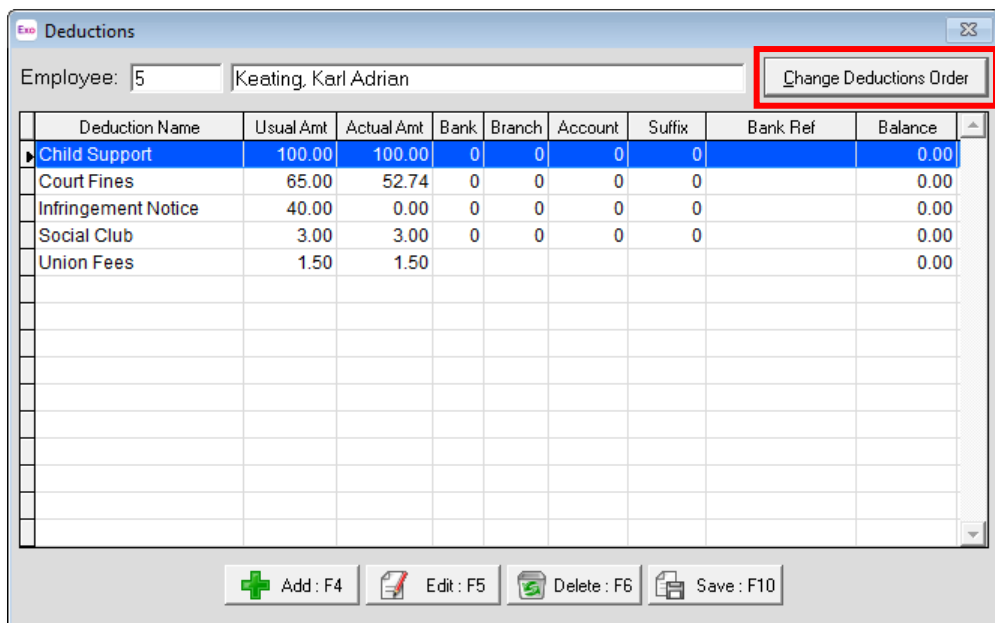 Exo Deductions
Employee: 5 Keating, Karl Adrian Change Deductions Order
Deduction Name Usual Amt Actual Amt Bank Branch Account Suffix Bank Ref Balance
Child Support 100.00 100.00 0 0 0 0 0.00
Court Fines 65.00 52.74 0 0 0 0 0.00
Infringement Notice 40.00 0.00 0 0 0 0 0.00
Social Club 3.00 3.00 0 0 0 0 0.00
Union Fees 1.50 1.50 0.00
Add : F4 Edit : F5 Delete : F6 Save : F10